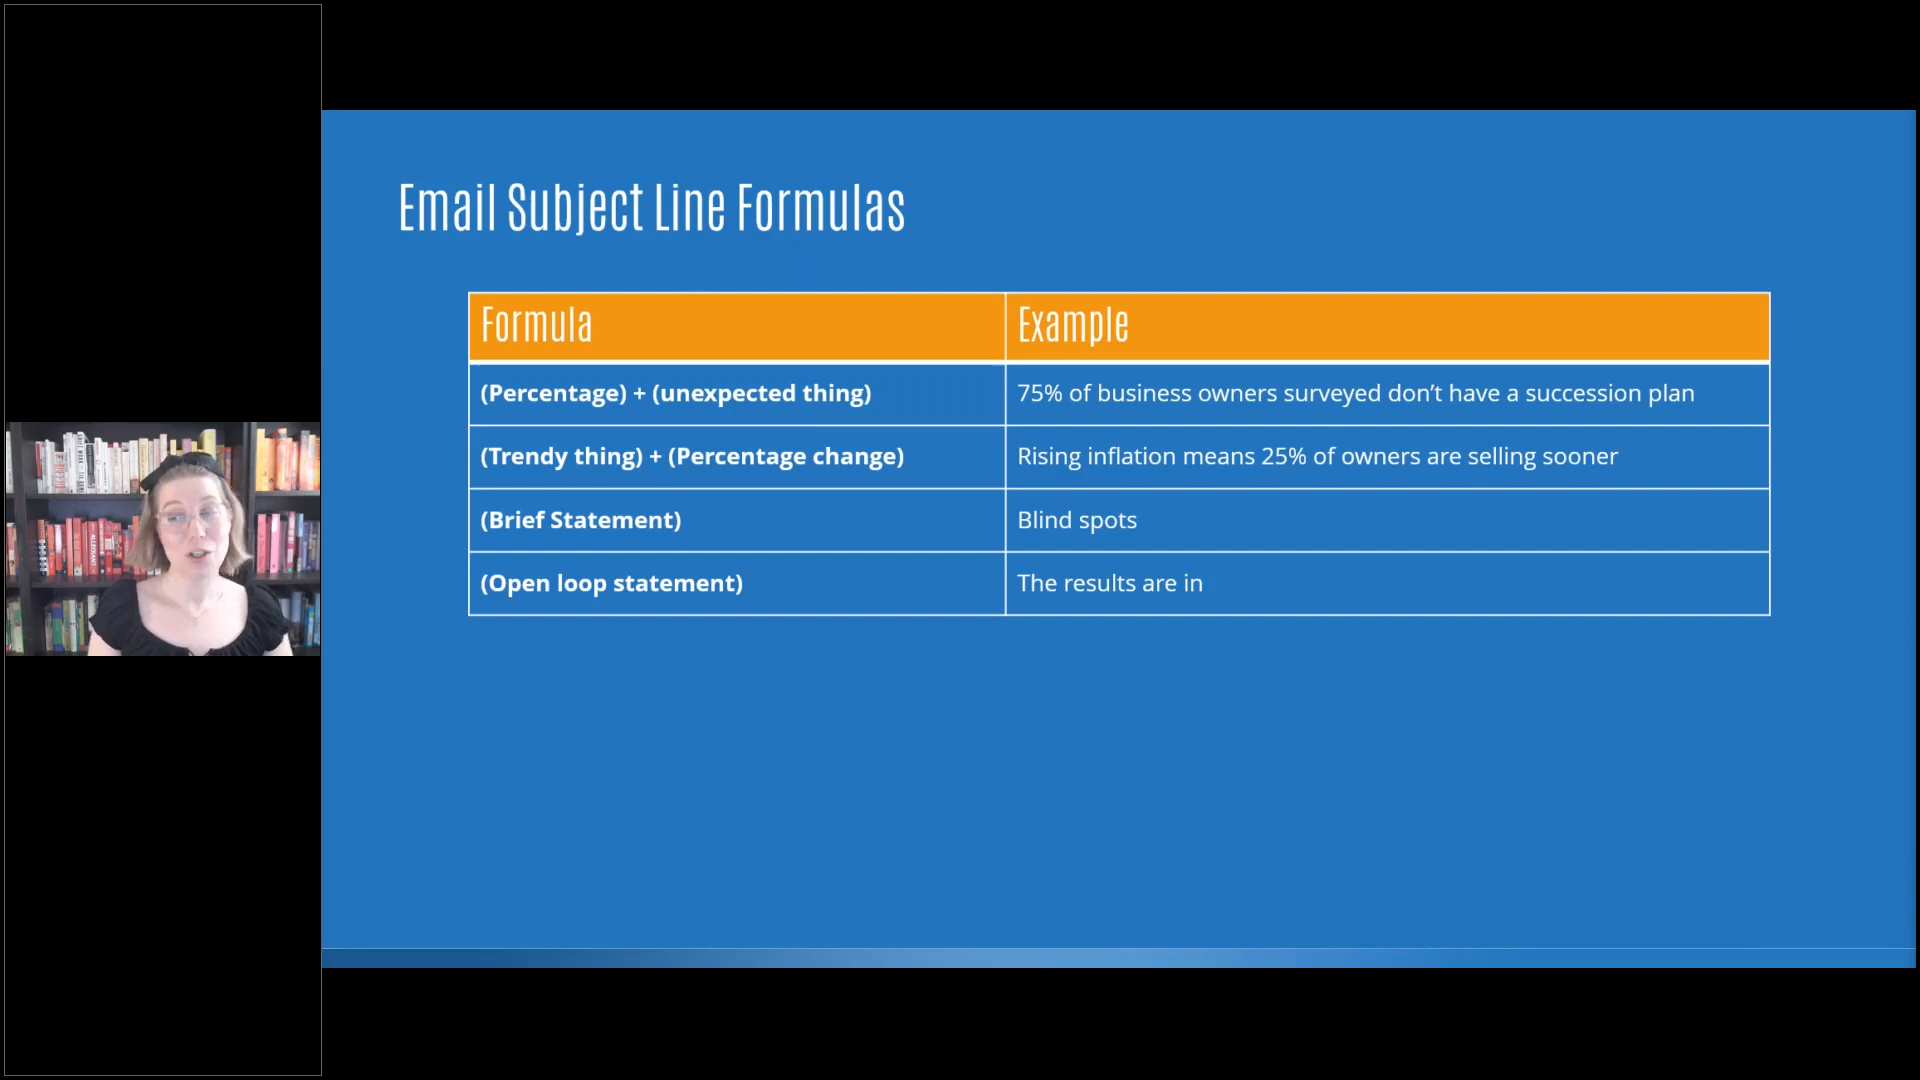 Email Subject Line Formulas
Formula Example
(Percentage) + (unexpected thing) 75% of business owners surveyed don’t have a succession plan
(Trendy thing) + (Percentage change) Rising inflation means 25% of owners are selling sooner
(Brief Statement) Blind spots
(Open loop statement) The results are in